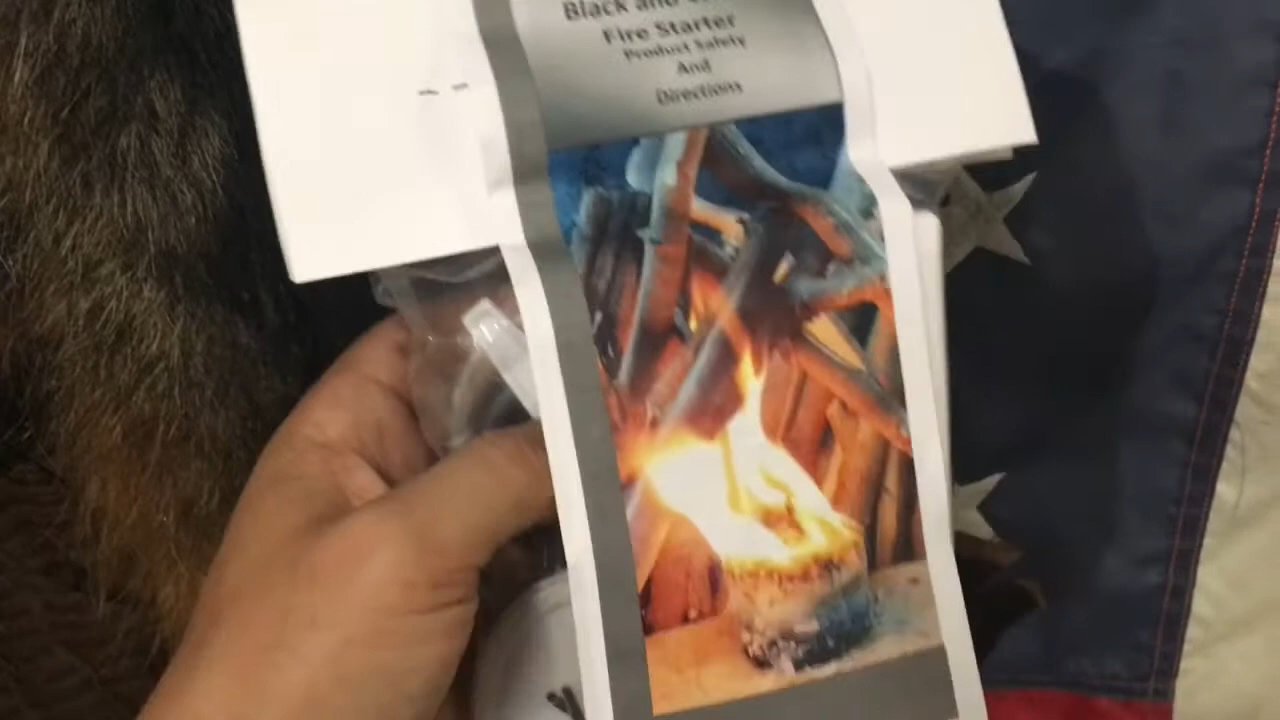 Black and
Fire Starter
Product Safety
And
Directions